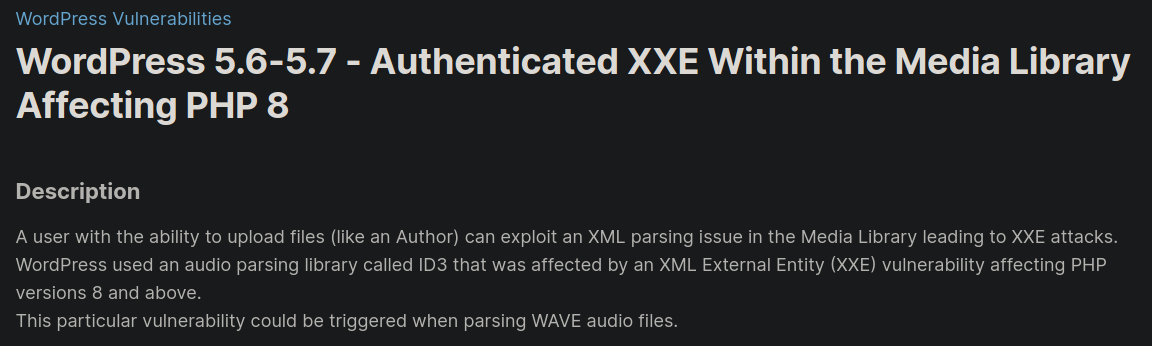 WordPress Vulnerabilities
WordPress 5.6-5.7 - Authenticated XXE Within the Media Library
Affecting PHP 8
Description
A user with the ability to upload files (like an Author) can exploit an XML parsing issue in the Media Library leading to XXE attacks.
WordPress used an audio parsing library called ID3 that was affected by an XML External Entity (XXE) vulnerability affecting PHP
versions 8 and above.
This particular vulnerability could be triggered when parsing WAVE audio files.